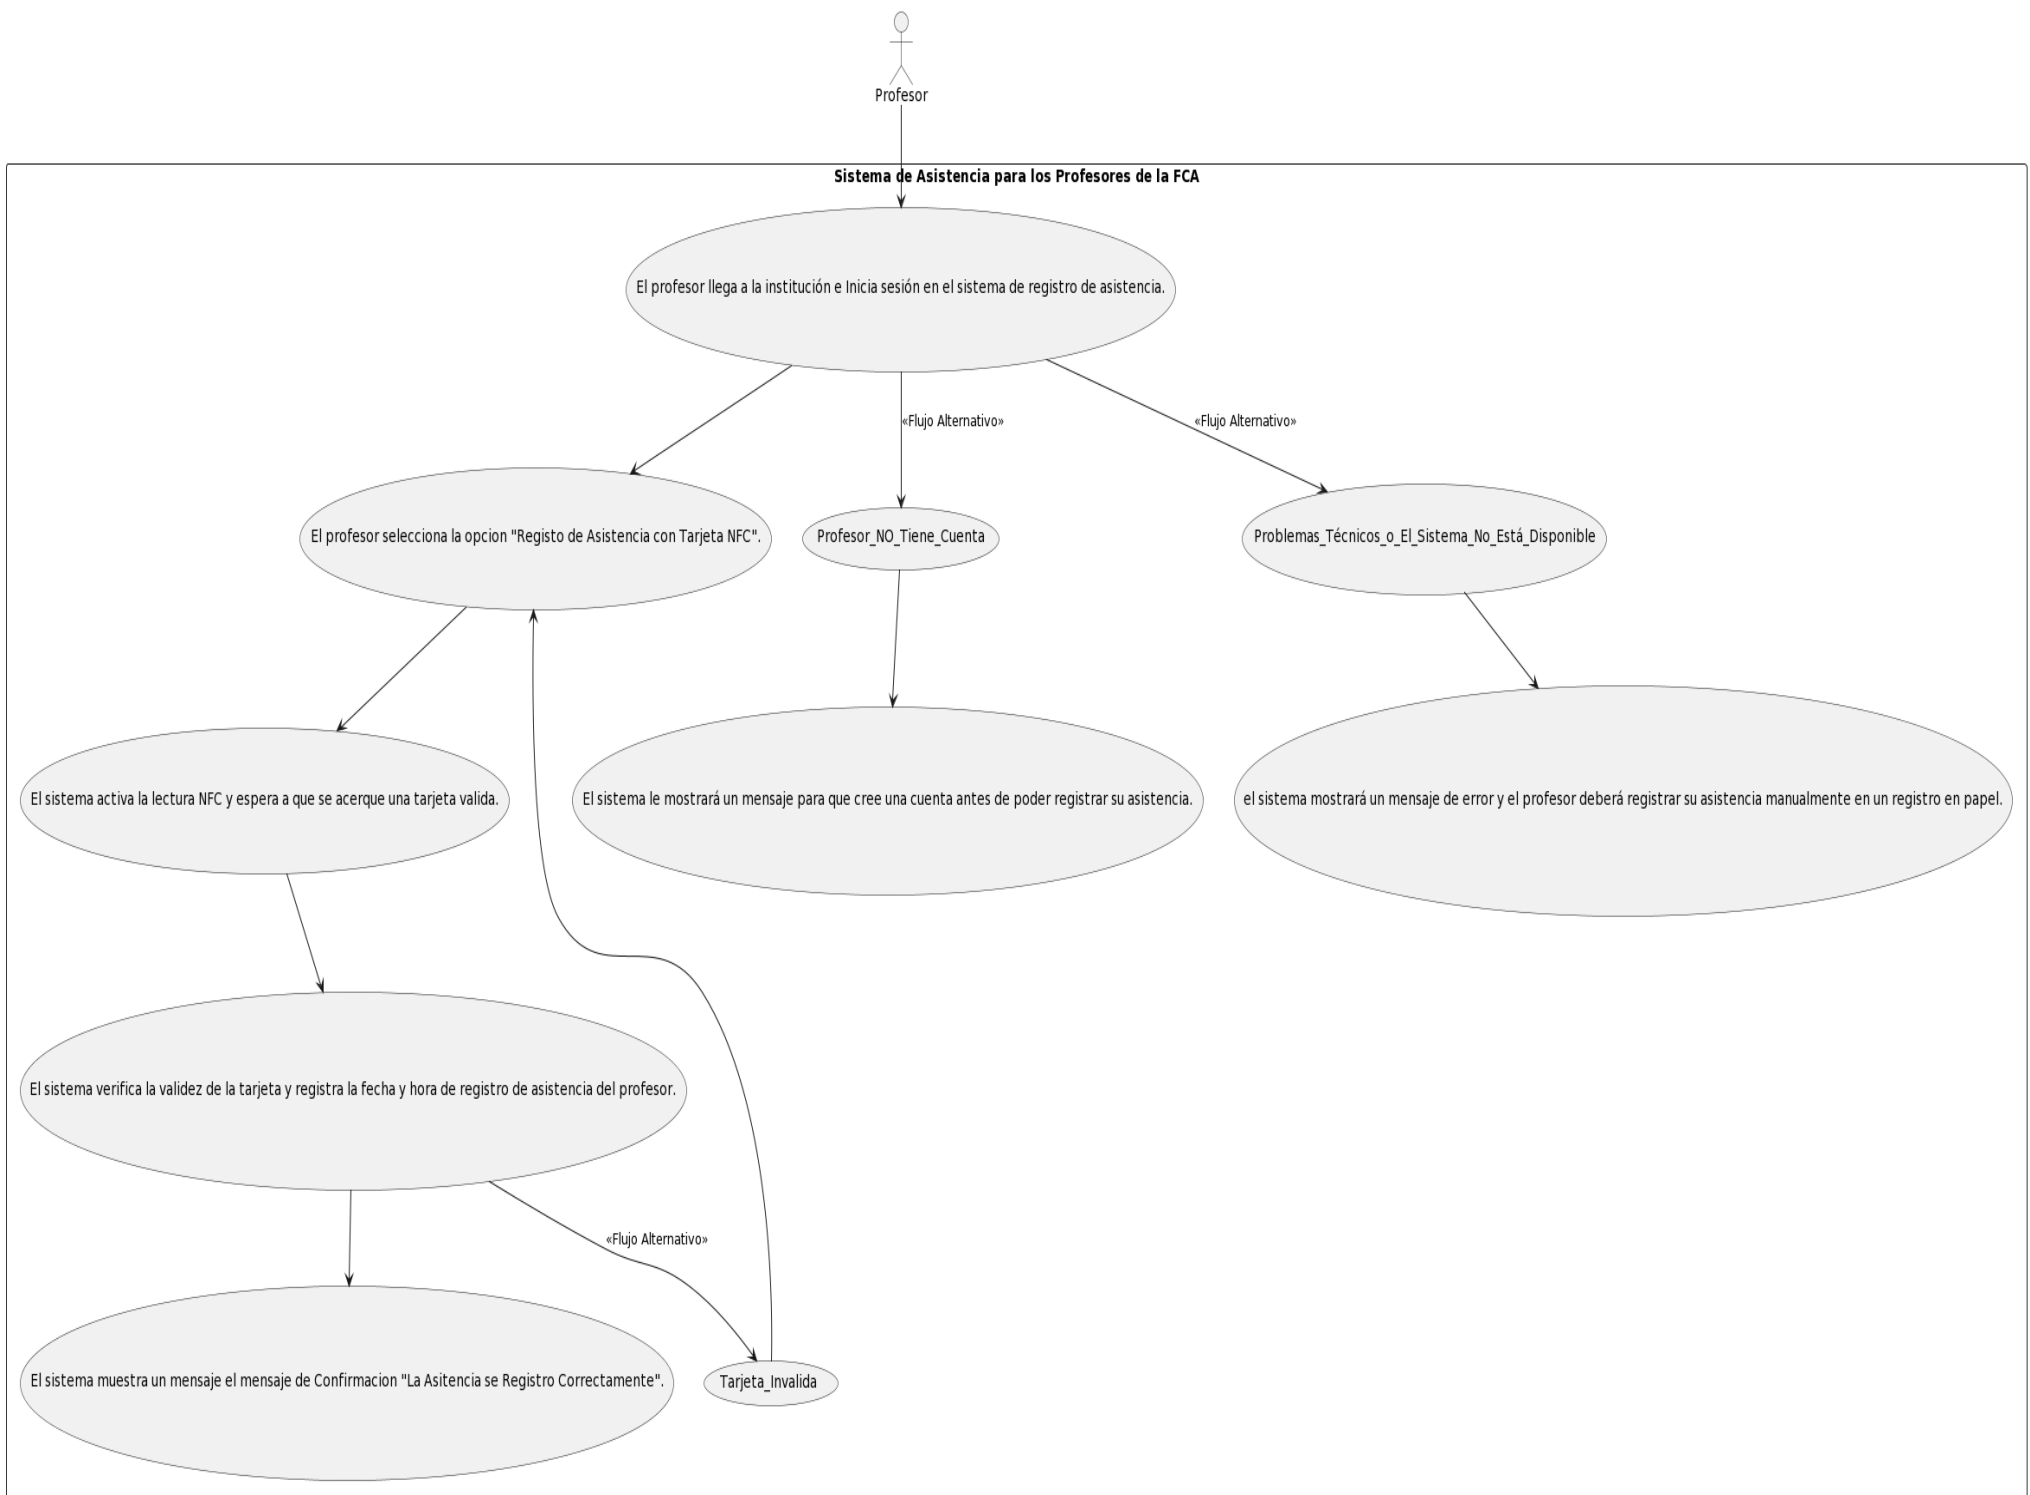 Profesor
Sistema de Asistencia para los Profesores de la FCA
El profesor llega a la institución e Inicia sesión en el sistema de registro de asistencia.
«Flujo Alternativo»
«Flujo Alternativo»
El profesor selecciona la opcion "Registo de Asistencia con Tarjeta NFC".
Profesor_NO_Tiene_Cuenta
Problemas_Técnicos_o_El_Sistema_No_Está_Disponible
El sistema activa la lectura NFC y espera a que se acerque una tarjeta valida.
El sistema le mostrará un mensaje para que cree una cuenta antes de poder registrar su asistencia.
el sistema mostrará un mensaje de error y el profesor deberá registrar su asistencia manualmente en un registro en papel.
El sistema verifica la validez de la tarjeta y registra la fecha y hora de registro de asistencia del profesor.
«Flujo Alternativo»
El sistema muestra un mensaje el mensaje de Confirmacion "La Asitencia se Registro Correctamente".
Tarjeta_Invalida